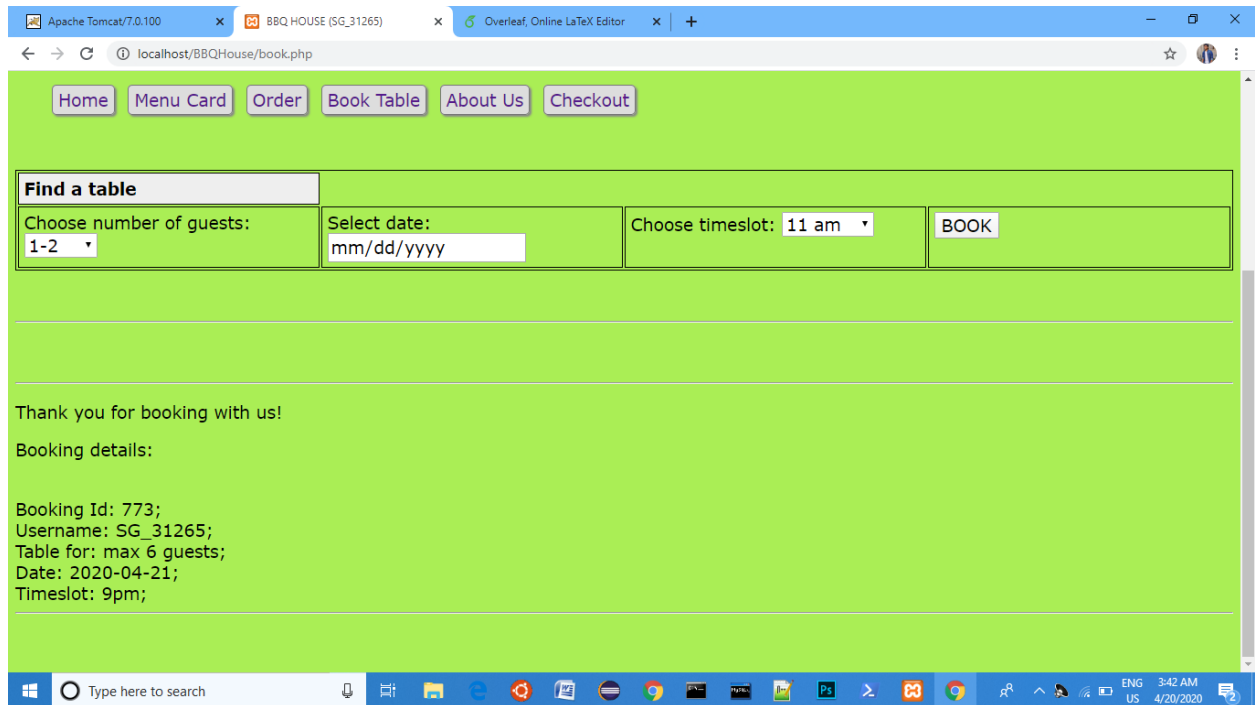 Apache Tomcat/7.0.100
BBQ HOUSE (SG_31265)
Overleaf, Online LaTeX Editor
localhost/BBQHouse/book.php
Home Menu Card Order Book Table About Us Checkout
Find a table
Choose number of guests:
1-2
Select date:
mm/dd/yyyy
Choose timeslot: 11 am
BOOK
Thank you for booking with us!
Booking details:
Booking Id: 773;
Username: SG_31265;
Table for: max 6 guests;
Date: 2020-04-21;
Timeslot: 9pm;
Type here to search
Ps
ENG
US
3:42 AM
4/20/2020
2